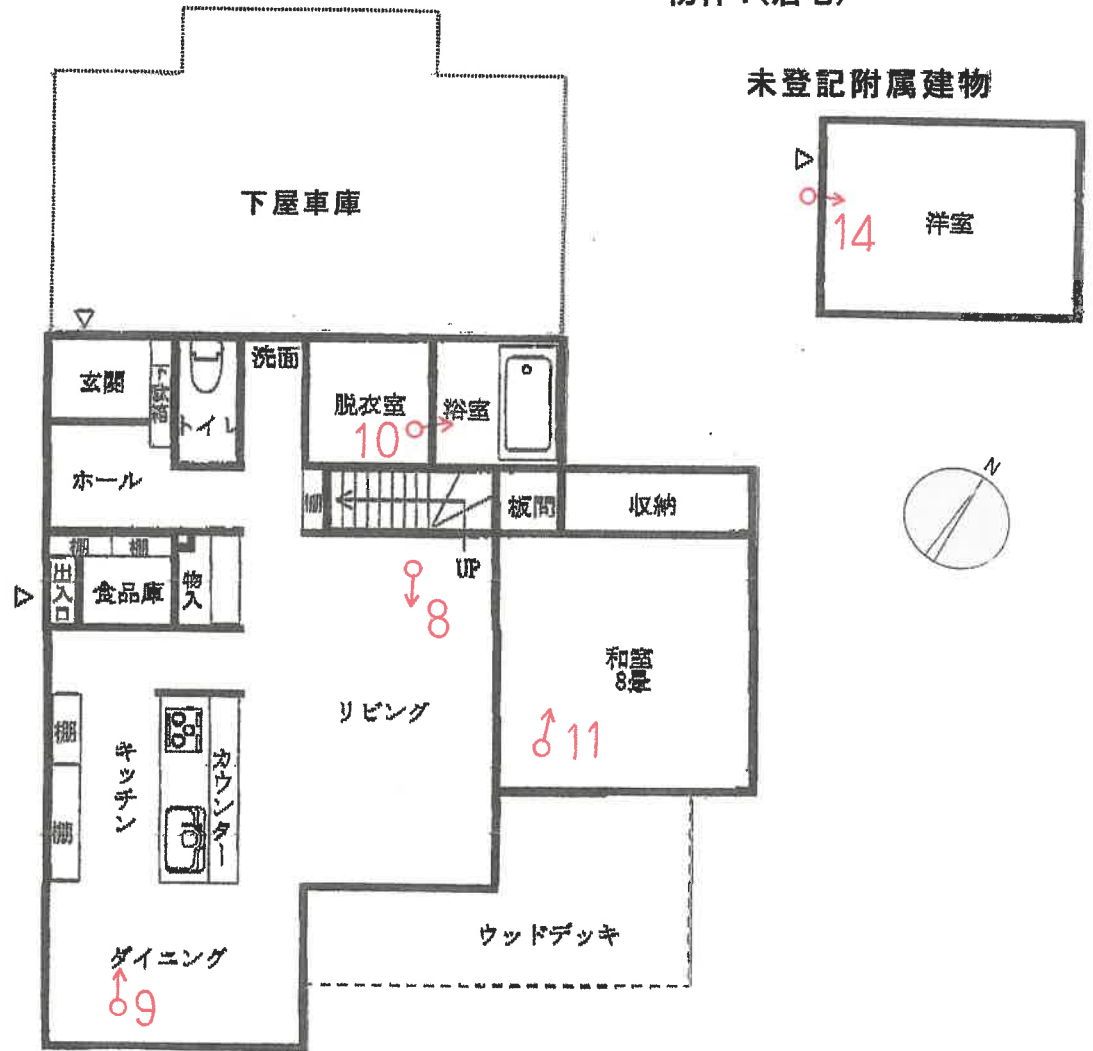 未登記附属建物
下屋車庫
洋室
14
玄関
下駄箱
トイレ
洗面
脱衣室
浴室
10
ホール
棚
板間
収納
UP
棚
棚
出入口
食品庫
物入
8
和室
8畳
11
リビング
棚
棚
キッチン
カウンター
ダイニング
9
ウッドデッキ
N